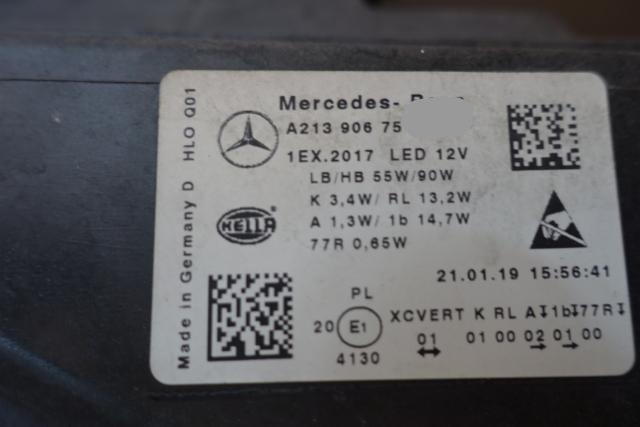 Mercedes-
A213 906 75
1EX.2017 LED 12V
LB/HB 55W/90W
K 3,4W/ RL 13,2W
A 1,3W/ 1b 14,7W
77R 0,65W
HELLA
21.01.19 15:56:41
PL
20 E1
4130
XCVERT K RL A↧1b↧77R↧
01 01 00 02 01 00
Made in Germany D HLO Q01